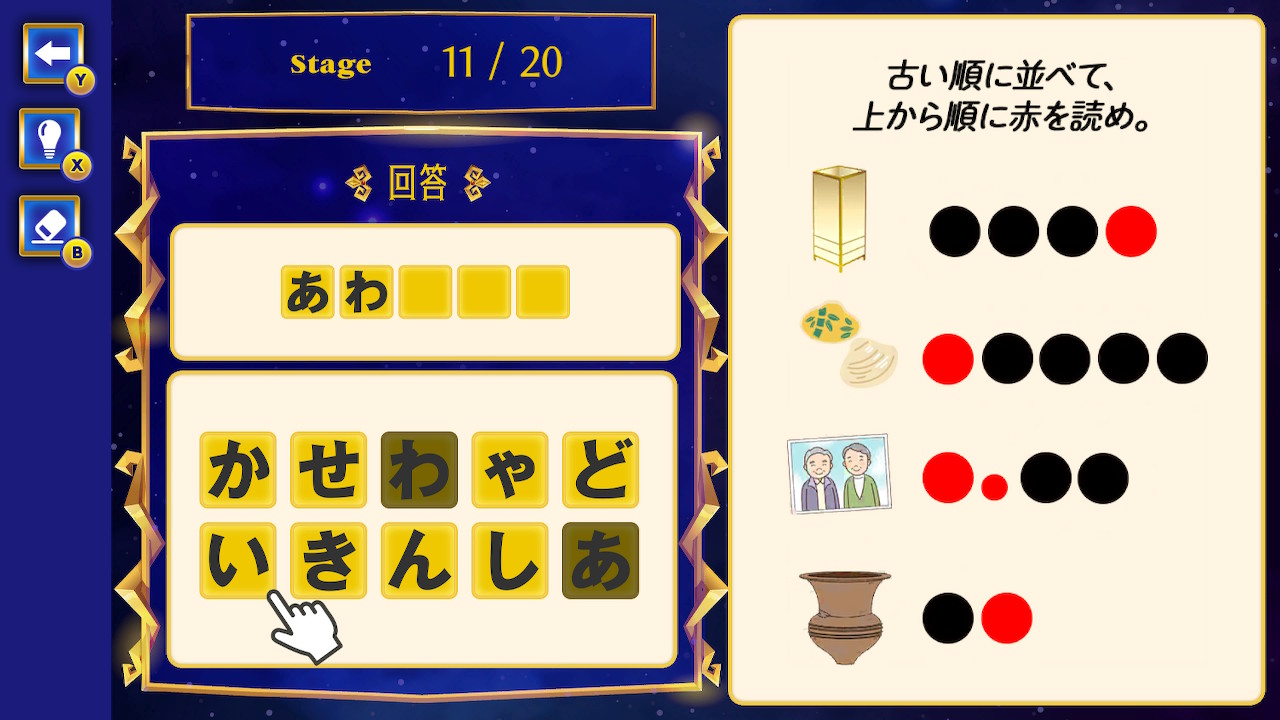 Y
X
B
Stage 11 / 20
回答
あわ
かせわやど
いきんしあ
古い順に並べて、
上から順に赤を読め。